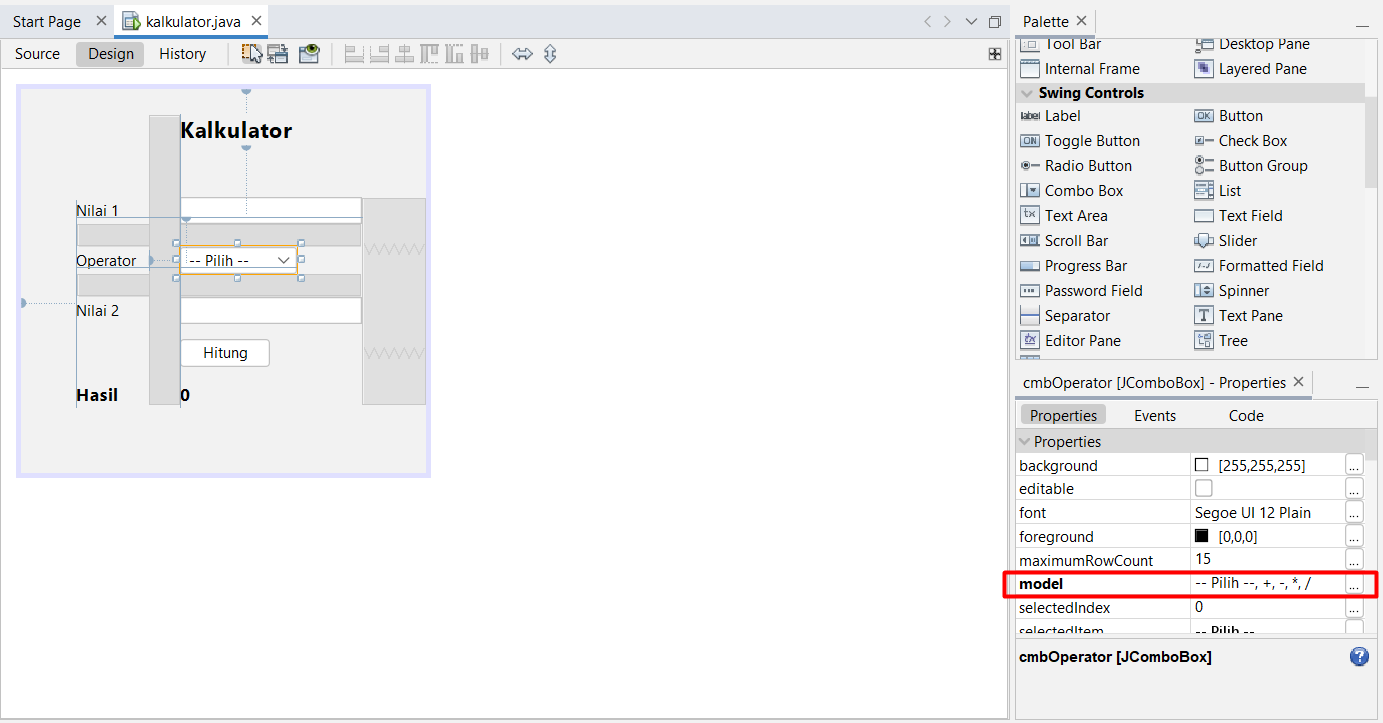 Start Page
kalkulator.java
Source Design History
Kalkulator
Nilai 1
Operator
-- Pilih --
Nilai 2
Hitung
Hasil
0
Palette
Tool Bar Desktop Pane
Internal Frame Layered Pane
Swing Controls
label Label OK Button
ON Toggle Button Check Box
Radio Button Button Group
Combo Box List
Text Area Text Field
Scroll Bar Slider
Progress Bar Formatted Field
Password Field Spinner
Separator T Text Pane
Editor Pane Tree
cmbOperator [JComboBox] - Properties
Properties Events Code
Properties
background [255,255,255] ...
editable ...
font Segoe UI 12 Plain ...
foreground [0,0,0] ...
maximumRowCount 15 ...
model -- Pilih --, +, -, *, / ...
selectedIndex 0 ...
selectedItem -- Pilih --
cmbOperator [JComboBox] ?